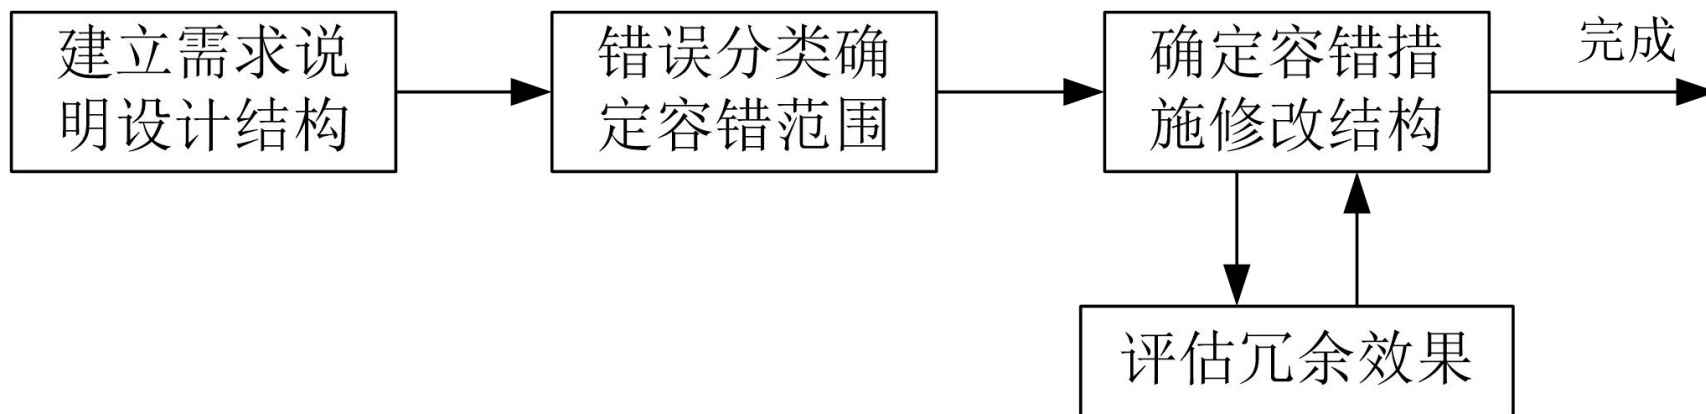 建立需求说
明设计结构
错误分类确
定容错范围
确定容错措
施修改结构
完成
评估冗余效果